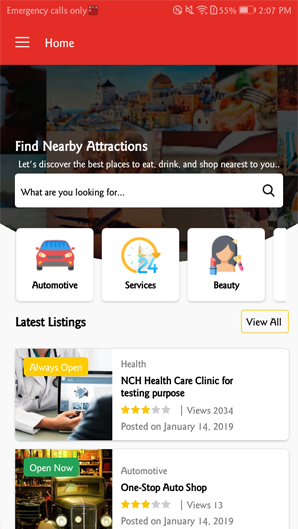 Emergency calls only
55% 2:07 PM
Home
Find Nearby Attractions
Let's discover the best places to eat, drink, and shop nearest to you..
What are you looking for...
24
Automotive
Services
Beauty
Latest Listings
View All
Always Open
Health
NCH Health Care Clinic for
testing purpose
Views 2034
Posted on January 14, 2019
Open Now
Automotive
One-Stop Auto Shop
Views 13
Posted on January 14, 2019